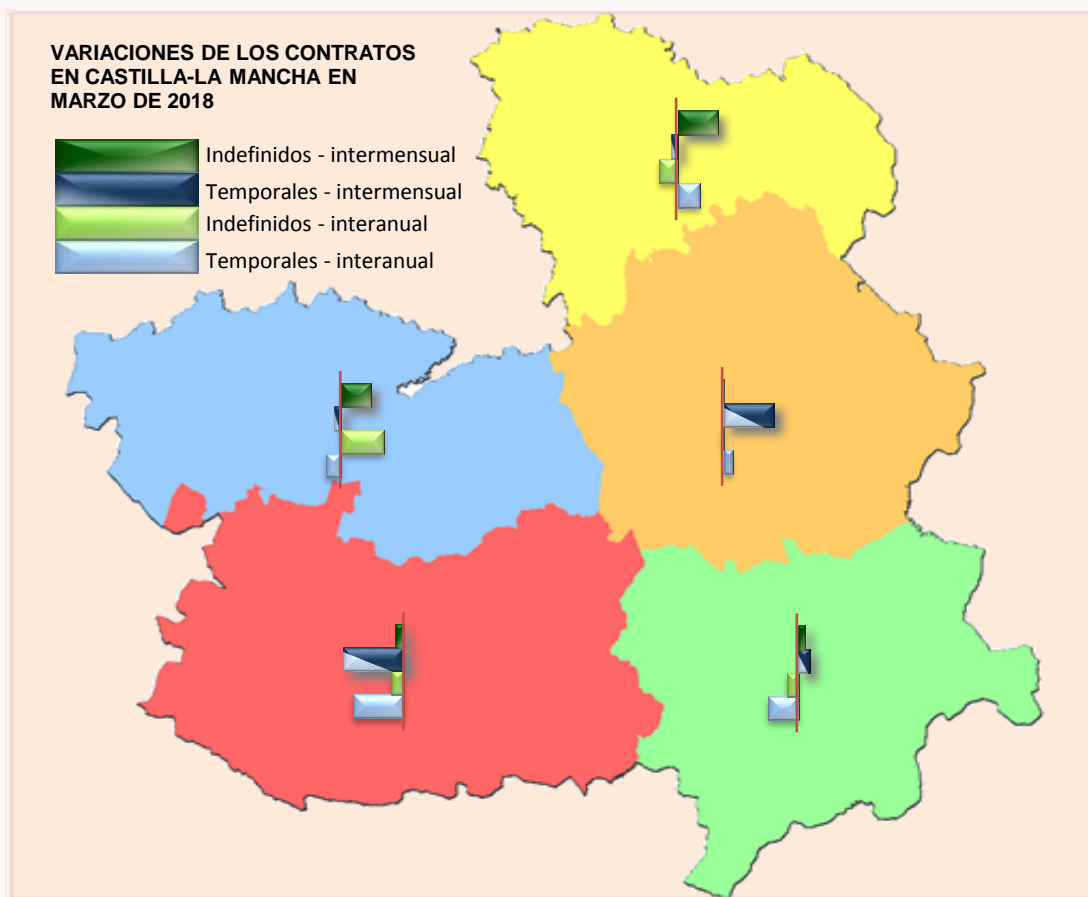 VARIACIONES DE LOS CONTRATOS
EN CASTILLA-LA MANCHA EN
MARZO DE 2018
Indefinidos - intermensual
Temporales - intermensual
Indefinidos - interanual
Temporales - interanual